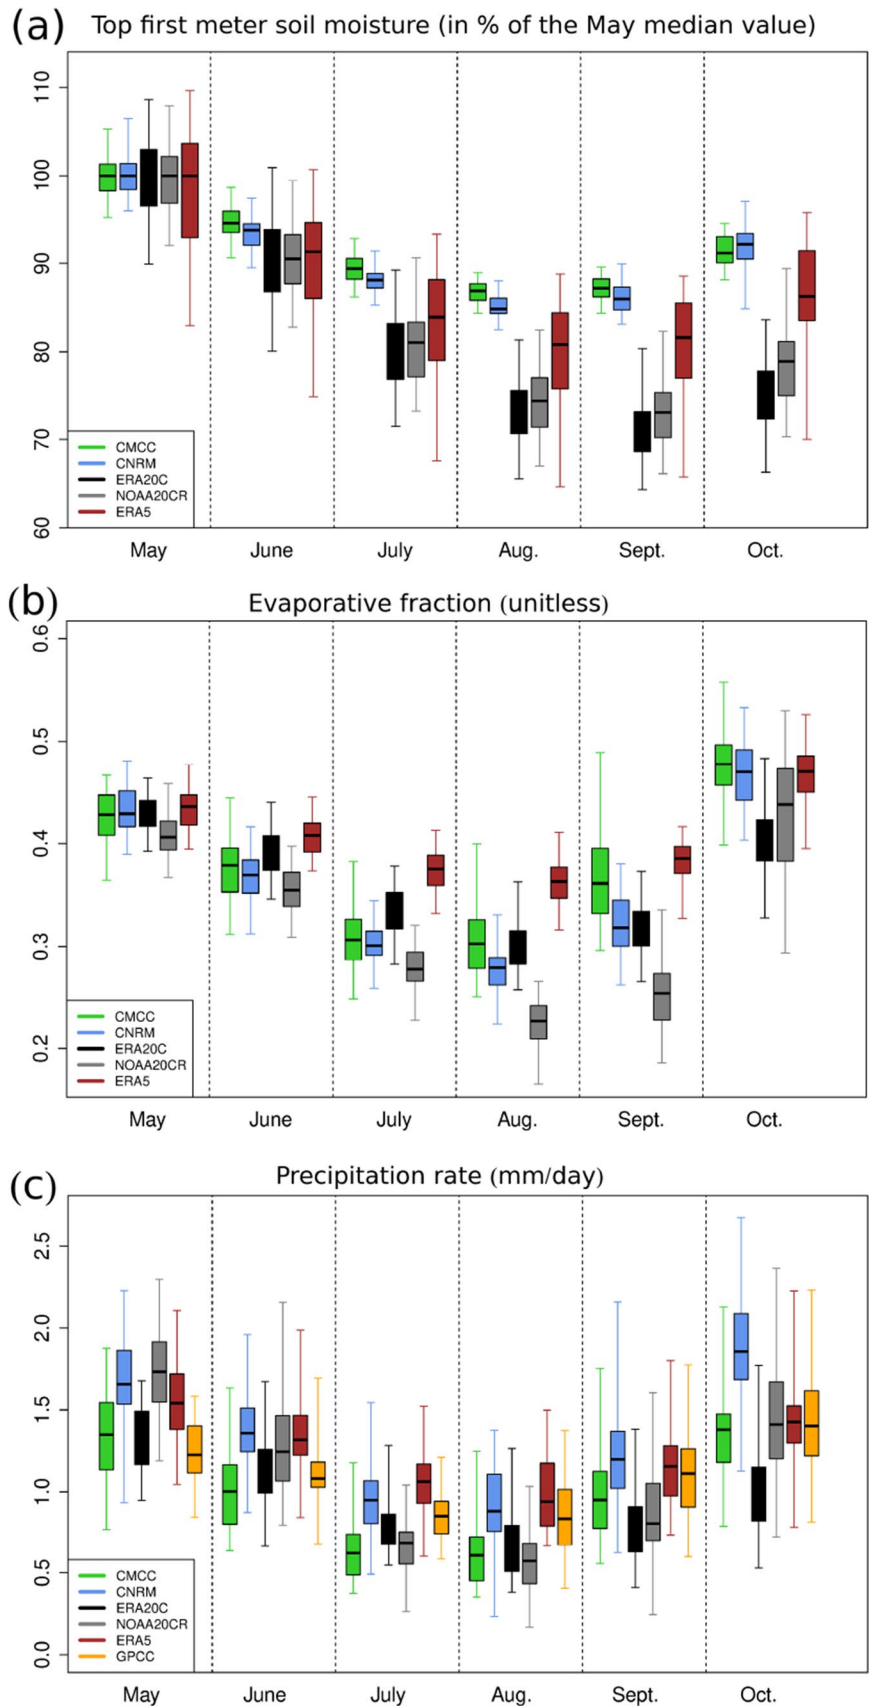 (a) Top first meter soil moisture (in % of the May median value)
110
100
90
80
70
60
CMCC
CNRM
ERA20C
NOAA20CR
ERA5
May June July Aug. Sept. Oct.
(b) Evaporative fraction (unitless)
0.6
0.5
0.4
0.3
0.2
CMCC
CNRM
ERA20C
NOAA20CR
ERA5
May June July Aug. Sept. Oct.
(c) Precipitation rate (mm/day)
2.5
2.0
1.5
1.0
0.5
0.0
CMCC
CNRM
ERA20C
NOAA20CR
ERA5
GPCC
May June July Aug. Sept. Oct.